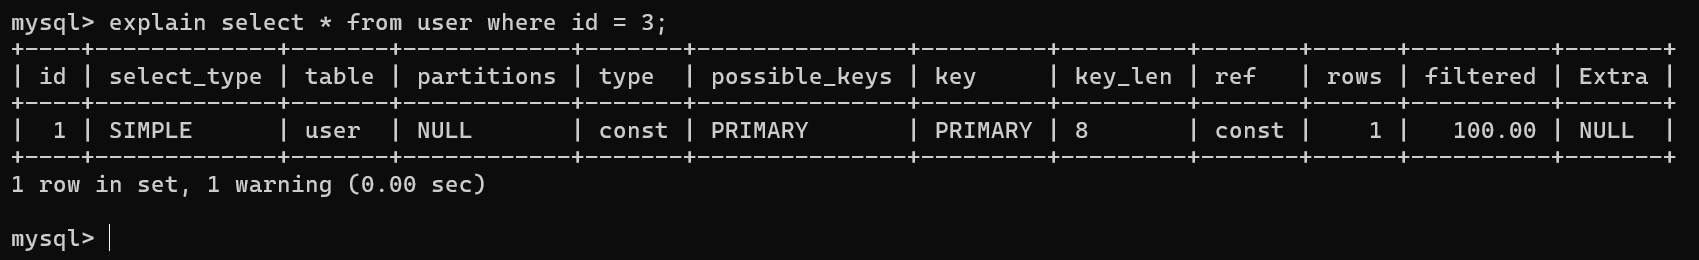 mysql> explain select * from user where id = 3;
+----+-------------+-------+------------+-------+---------------+---------+---------+-------+------+----------+-------+
| id | select_type | table | partitions | type  | possible_keys | key     | key_len | ref   | rows | filtered | Extra |
+----+-------------+-------+------------+-------+---------------+---------+---------+-------+------+----------+-------+
|  1 | SIMPLE      | user  | NULL       | const | PRIMARY       | PRIMARY | 8       | const |    1 |   100.00 | NULL  |
+----+-------------+-------+------------+-------+---------------+---------+---------+-------+------+----------+-------+
1 row in set, 1 warning (0.00 sec)

mysql>